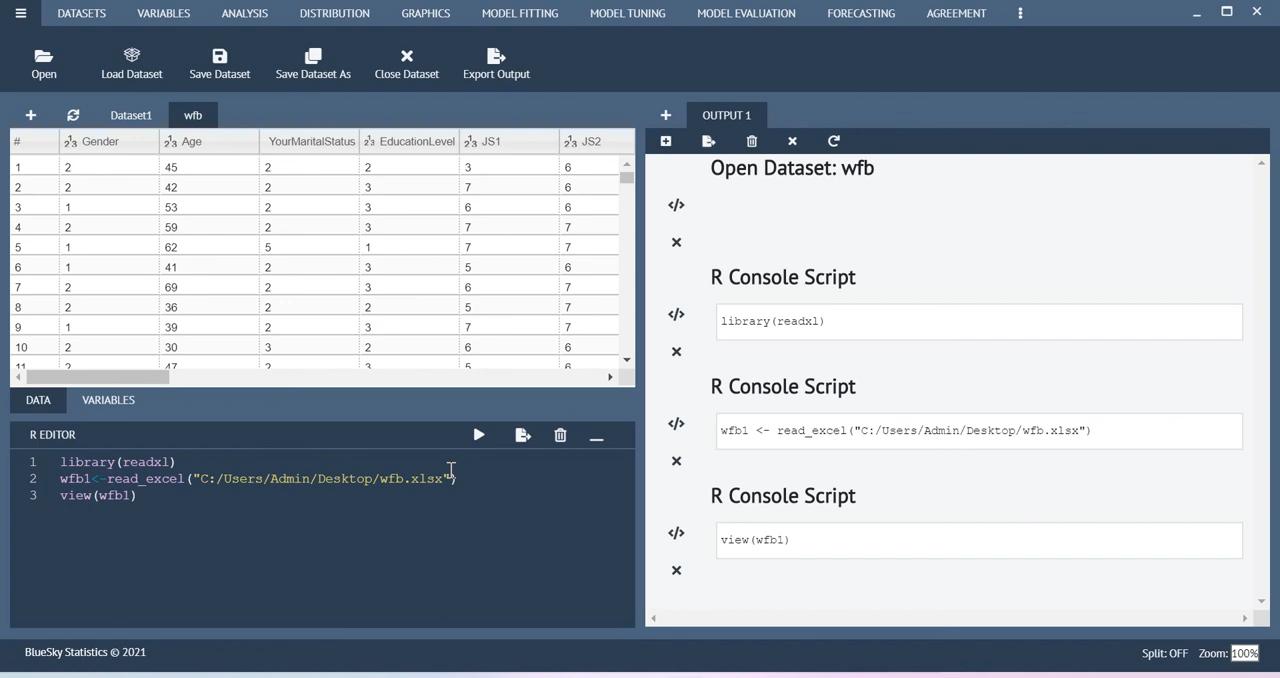 DATASETS VARIABLES ANALYSIS DISTRIBUTION GRAPHICS MODEL FITTING MODEL TUNING MODEL EVALUATION FORECASTING AGREEMENT
Open Load Dataset Save Dataset Save Dataset As Close Dataset Export Output
Dataset1 wfb
# Gender Age YourMaritalStatus EducationLevel JS1 JS2
1 2 45 2 2 3 6
2 2 42 2 3 7 6
3 1 53 2 3 6 6
4 2 59 2 3 7 7
5 1 62 5 1 7 7
6 1 41 2 3 5 6
7 2 69 2 3 6 7
8 2 36 2 2 5 7
9 1 39 2 3 7 7
10 2 30 3 2 6 6
11 2 47 2 3 5 6
DATA VARIABLES
R EDITOR
1 library(readxl)
2 wfb1<-read_excel("C:/Users/Admin/Desktop/wfb.xlsx")
3 view(wfb1)
OUTPUT 1
Open Dataset: wfb
R Console Script
library(readxl)
R Console Script
wfb1 <- read_excel("C:/Users/Admin/Desktop/wfb.xlsx")
R Console Script
view(wfb1)
BlueSky Statistics © 2021
Split: OFF Zoom: 100%